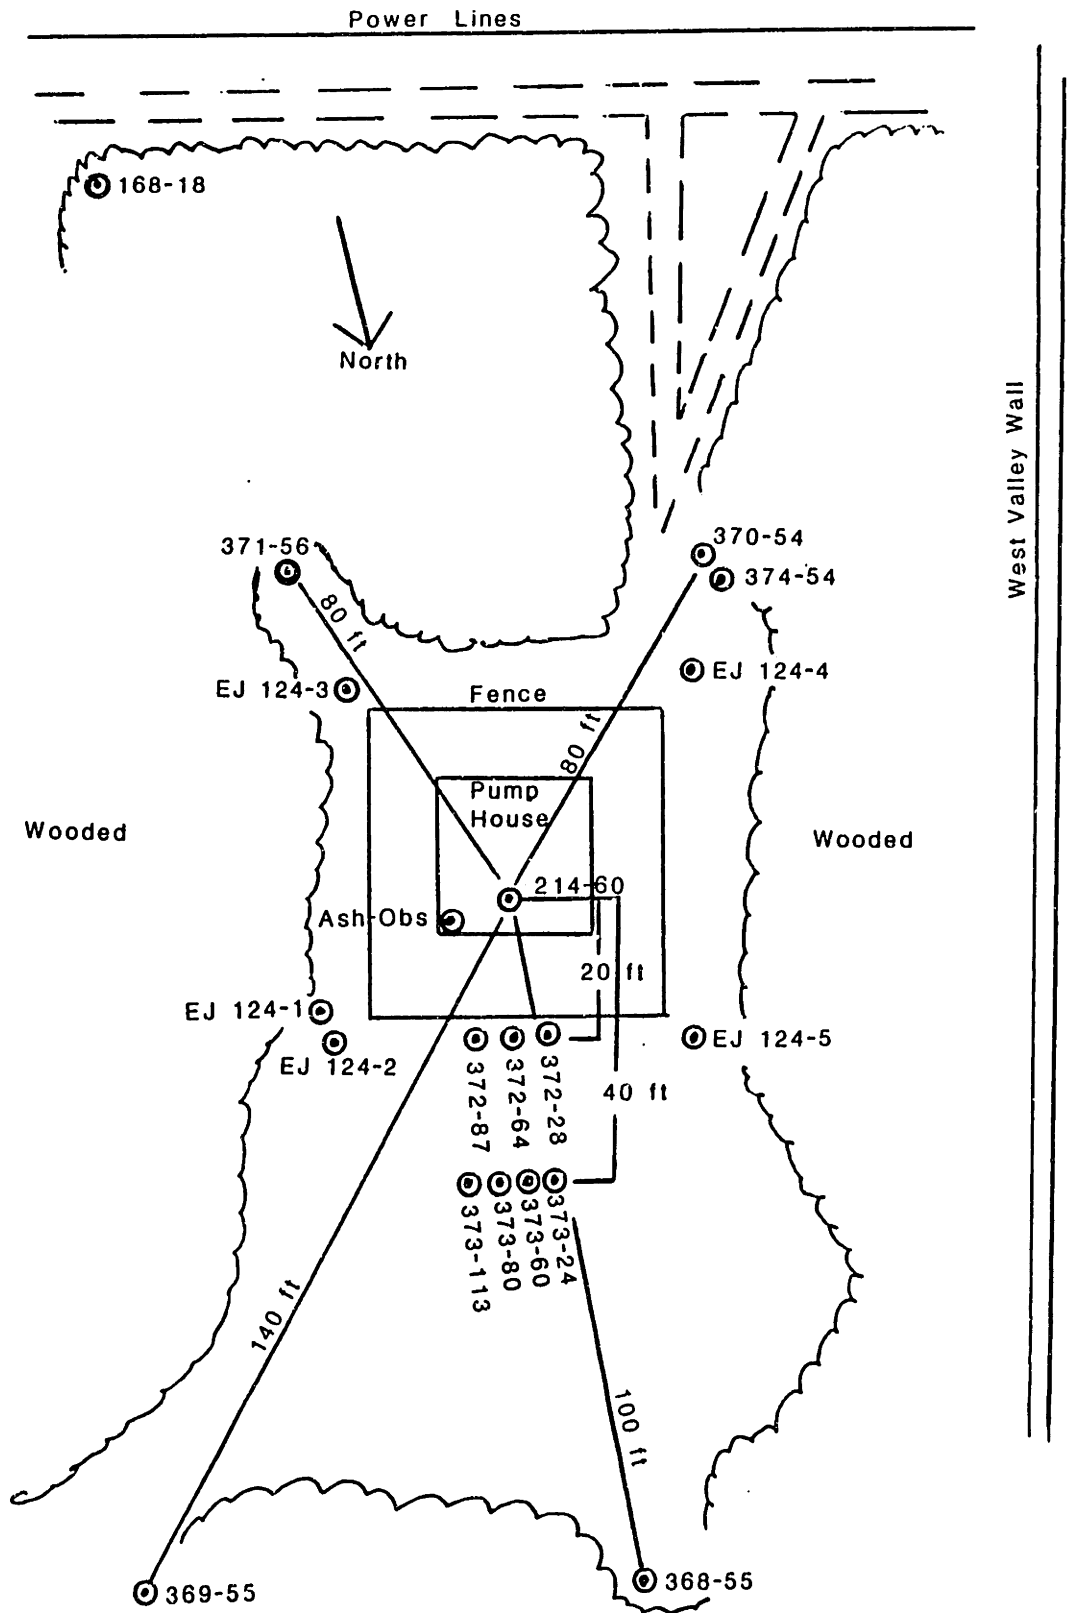 Power Lines
168-18
North
West Valley Wall
370-54
371-56
374-54
80 ft
EJ 124-4
EJ 124-3
Fence
80 ft
Pump
House
Wooded
Wooded
214-60
Ash-Obs
20 ft
EJ 124-1
EJ 124-5
EJ 124-2
372-87
372-64
372-28
40 ft
373-113
373-80
373-60
373-24
140 ft
100 ft
368-55
369-55